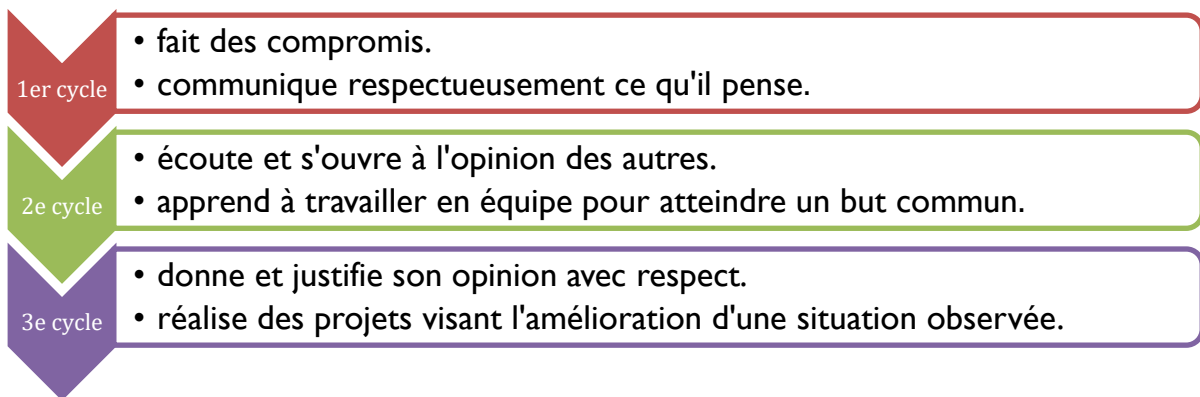 1er cycle
• fait des compromis.
• communique respectueusement ce qu'il pense.
2e cycle
• écoute et s'ouvre à l'opinion des autres.
• apprend à travailler en équipe pour atteindre un but commun.
3e cycle
• donne et justifie son opinion avec respect.
• réalise des projets visant l'amélioration d'une situation observée.